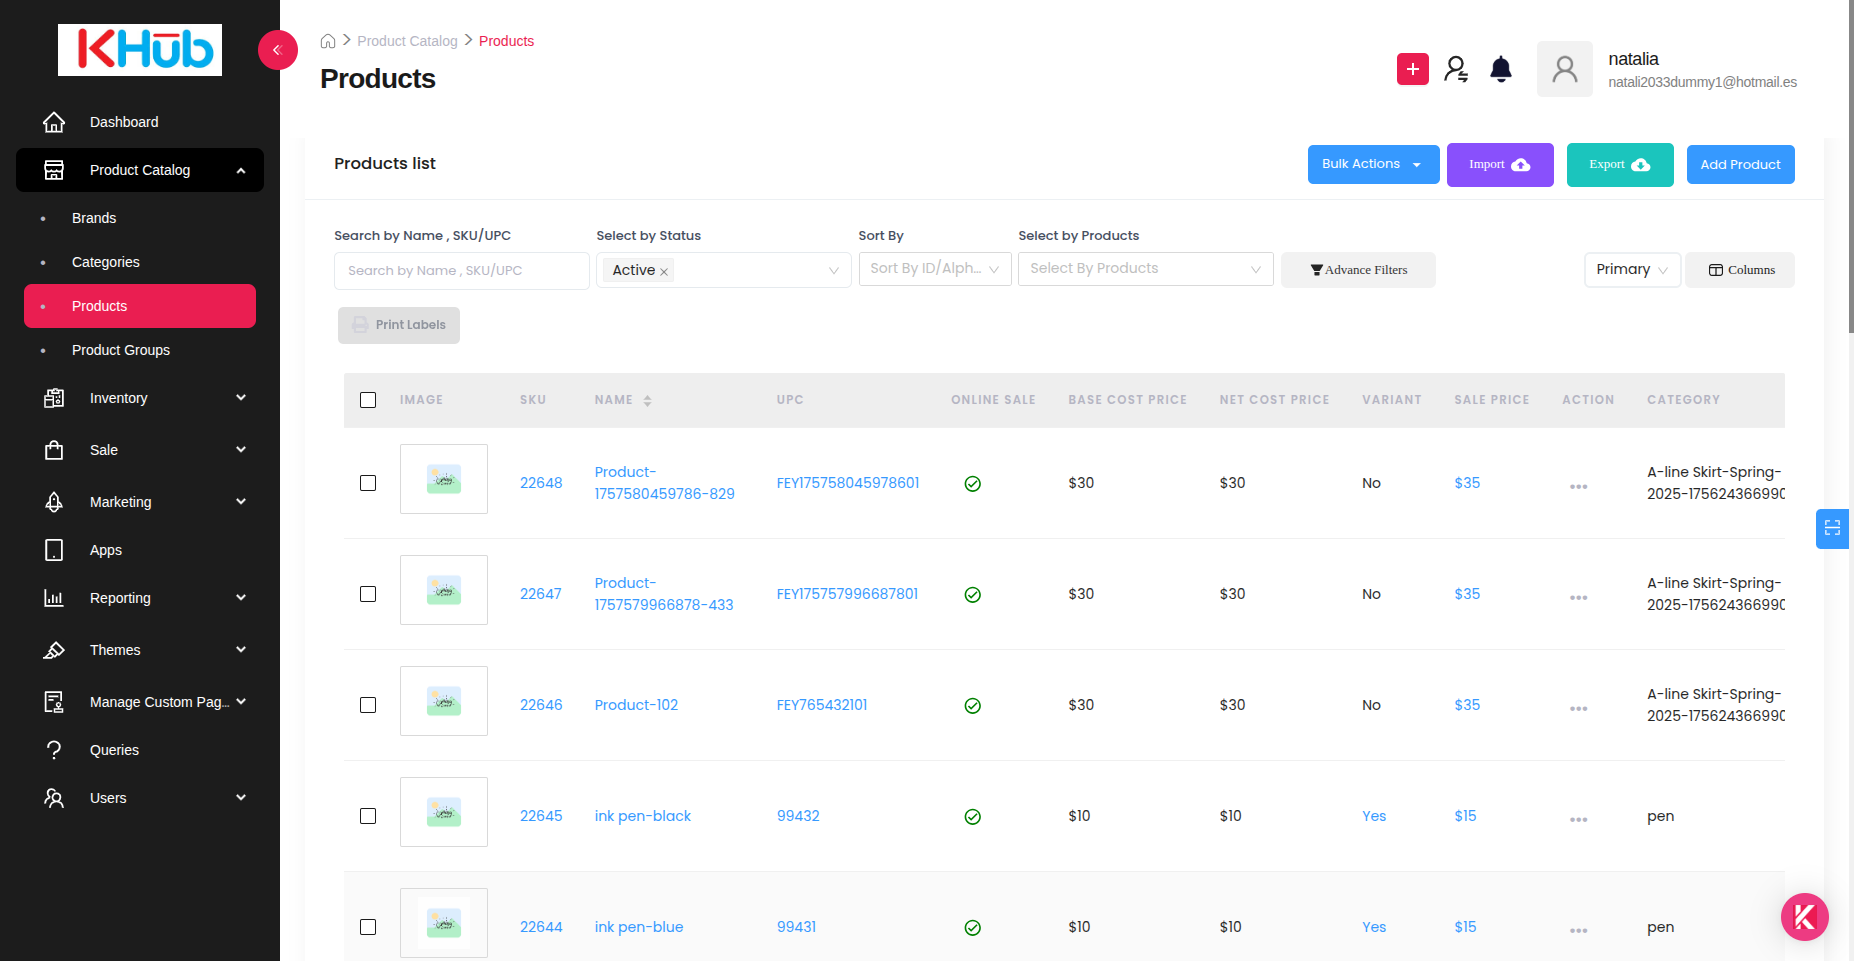 KHub
Dashboard
Product Catalog
Brands
Categories
Products
Product Groups
Inventory
Sale
Marketing
Apps
Reporting
Themes
Manage Custom Pag...
Queries
Users
Product Catalog
Products
Products
natalia
natali2033dummy1@hotmail.es
Products list
Bulk Actions
Import
Export
Add Product
Search by Name , SKU/UPC
Select by Status
Sort By
Select by Products
Search by Name , SKU/UPC
Active
Sort By ID/Alph...
Select By Products
Advance Filters
Primary
Columns
Print Labels
IMAGE SKU NAME UPC ONLINE SALE BASE COST PRICE NET COST PRICE VARIANT SALE PRICE ACTION CATEGORY
22648 Product-1757580459786-829 FEY175758045978601 $30 $30 No $35 A-line Skirt-Spring-2025-175624366990
22647 Product-1757579966878-433 FEY175757996687801 $30 $30 No $35 A-line Skirt-Spring-2025-175624366990
22646 Product-102 FEY765432101 $30 $30 No $35 A-line Skirt-Spring-2025-175624366990
22645 ink pen-black 99432 $10 $10 Yes $15 pen
22644 ink pen-blue 99431 $10 $10 Yes $15 pen